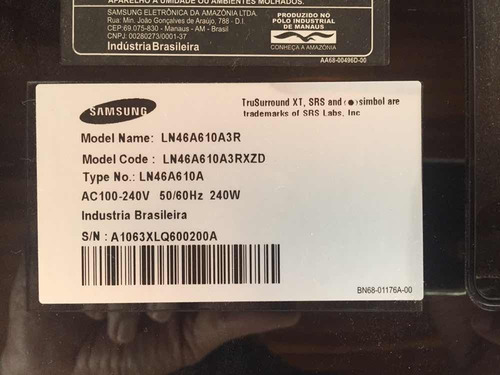 APARELHO A UMIDADE OU AMBIENTES MOLHADOS.
SAMSUNG ELETRÔNICA DA AMAZÔNIA LTDA.
Rua: Min. João Gonçalves de Araújo, 788 - D.I.
CEP:69.075-830 - Manaus - AM - Brasil
CNPJ: 00280273/0001-37
Indústria Brasileira
PRODUZIDO NO
PÓLO INDUSTRIAL
DE MANAUS
CONHEÇA A AMAZÔNIA
AA68-00496D-00
SAMSUNG
TruSurround XT, SRS and (●) simbol are
trademarks of SRS Labs, Inc
Model Name: LN46A610A3R
Model Code : LN46A610A3RXZD
Type No.: LN46A610A
AC100-240V 50/60Hz 240W
Industria Brasileira
S/N : A1063XLQ600200A
BN68-01176A-00